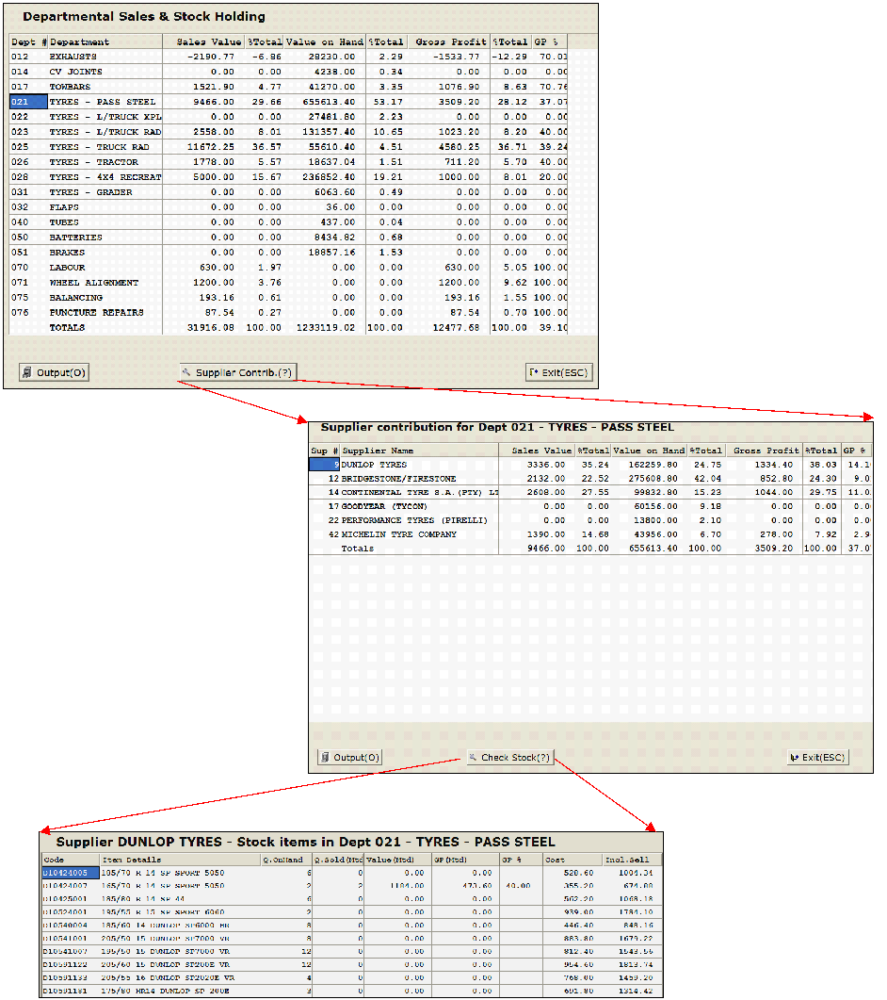 Departmental Sales & Stock Holding
Dept # Department Sales Value %Total Value on Hand %Total Gross Profit %Total GP %
012 EXHAUSTS -2190.77 -6.86 28230.00 2.29 -1533.77 -12.29 70.01
014 CV JOINTS 0.00 0.00 4238.00 0.34 0.00 0.00 0.00
017 TOWBARS 1521.90 4.77 41270.00 3.35 1076.90 8.63 70.76
021 TYRES - PASS STEEL 9466.00 29.66 655613.40 53.17 3509.20 28.12 37.07
022 TYRES - L/TRUCK XPL 0.00 0.00 27481.80 2.23 0.00 0.00 0.00
023 TYRES - L/TRUCK RAD 2558.00 8.01 131357.40 10.65 1023.20 8.20 40.00
025 TYRES - TRUCK RAD 11672.25 36.57 55610.40 4.51 4580.25 36.71 39.24
026 TYRES - TRACTOR 1778.00 5.57 18637.04 1.51 711.20 5.70 40.00
028 TYRES - 4X4 RECREAT 5000.00 15.67 236852.40 19.21 1000.00 8.01 20.00
031 TYRES - GRADER 0.00 0.00 6063.60 0.49 0.00 0.00 0.00
032 FLAPS 0.00 0.00 36.00 0.00 0.00 0.00 0.00
040 TUBES 0.00 0.00 437.00 0.04 0.00 0.00 0.00
050 BATTERIES 0.00 0.00 8434.82 0.68 0.00 0.00 0.00
051 BRAKES 0.00 0.00 18857.16 1.53 0.00 0.00 0.00
070 LABOUR 630.00 1.97 0.00 0.00 630.00 5.05 100.00
071 WHEEL ALIGNMENT 1200.00 3.76 0.00 0.00 1200.00 9.62 100.00
075 BALANCING 193.16 0.61 0.00 0.00 193.16 1.55 100.00
076 PUNCTURE REPAIRS 87.54 0.27 0.00 0.00 87.54 0.70 100.00
TOTALS 31916.08 100.00 1233119.02 100.00 12477.68 100.00 39.10
Output(O) Supplier Contrib.(?) Exit(ESC)
Supplier contribution for Dept 021 - TYRES - PASS STEEL
Sup # Supplier Name Sales Value %Total Value on Hand %Total Gross Profit %Total GP %
9 DUNLOP TYRES 3336.00 35.24 162259.80 24.75 1334.40 38.03 14.1
12 BRIDGESTONE/FIRESTONE 2132.00 22.52 275608.80 42.04 852.80 24.30 9.0
14 CONTINENTAL TYRE S.A.(PTY) LT 2608.00 27.55 99832.80 15.23 1044.00 29.75 11.0
17 GOODYEAR (TYCON) 0.00 0.00 60156.00 9.18 0.00 0.00 0.0
22 PERFORMANCE TYRES (PIRELLI) 0.00 0.00 13800.00 2.10 0.00 0.00 0.0
42 MICHELIN TYRE COMPANY 1390.00 14.68 43956.00 6.70 278.00 7.92 2.9
Totals 9466.00 100.00 655613.40 100.00 3509.20 100.00 37.0
Output(O) Check Stock(?) Exit(ESC)
Supplier DUNLOP TYRES - Stock items in Dept 021 - TYRES - PASS STEEL
Code Item Details Q.OnHand Q.Sold(Mtd Value(Mtd) GP(Mtd) GP % Cost Incl.Sell
D10424005 185/70 R 14 SP SPORT 5050 6 0 0.00 0.00 528.60 1004.34
D10424007 165/70 R 14 SP SPORT 5050 2 2 1184.00 473.60 40.00 355.20 674.88
D10425001 185/80 R 14 SP 44 6 0 0.00 0.00 562.20 1068.18
D10524001 195/55 R 15 SP SPORT 6060 2 0 0.00 0.00 939.00 1784.10
D10540004 185/60 14 DUNLOP SP6000 HR 8 0 0.00 0.00 446.40 848.16
D10541001 205/50 15 DUNLOP SP7000 VR 8 0 0.00 0.00 883.80 1679.22
D10541007 195/50 15 DUNLOP SP7000 VR 12 0 0.00 0.00 812.40 1543.56
D10591122 205/60 15 DUNLOP SP200E VR 12 0 0.00 0.00 954.60 1813.74
D10591133 205/55 16 DUNLOP SP2020E VR 4 0 0.00 0.00 768.00 1459.20
D10591181 175/80 HR14 DUNLOP SP 200E 3 0 0.00 0.00 691.80 1314.42